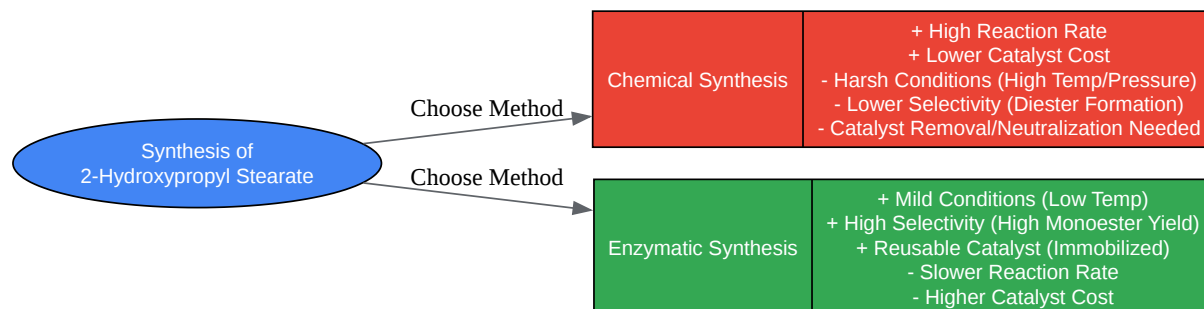 Synthesis of
2-Hydroxypropyl Stearate
Choose Method
Choose Method
Chemical Synthesis
+ High Reaction Rate
+ Lower Catalyst Cost
- Harsh Conditions (High Temp/Pressure)
- Lower Selectivity (Diester Formation)
- Catalyst Removal/Neutralization Needed
Enzymatic Synthesis
+ Mild Conditions (Low Temp)
+ High Selectivity (High Monoester Yield)
+ Reusable Catalyst (Immobilized)
- Slower Reaction Rate
- Higher Catalyst Cost